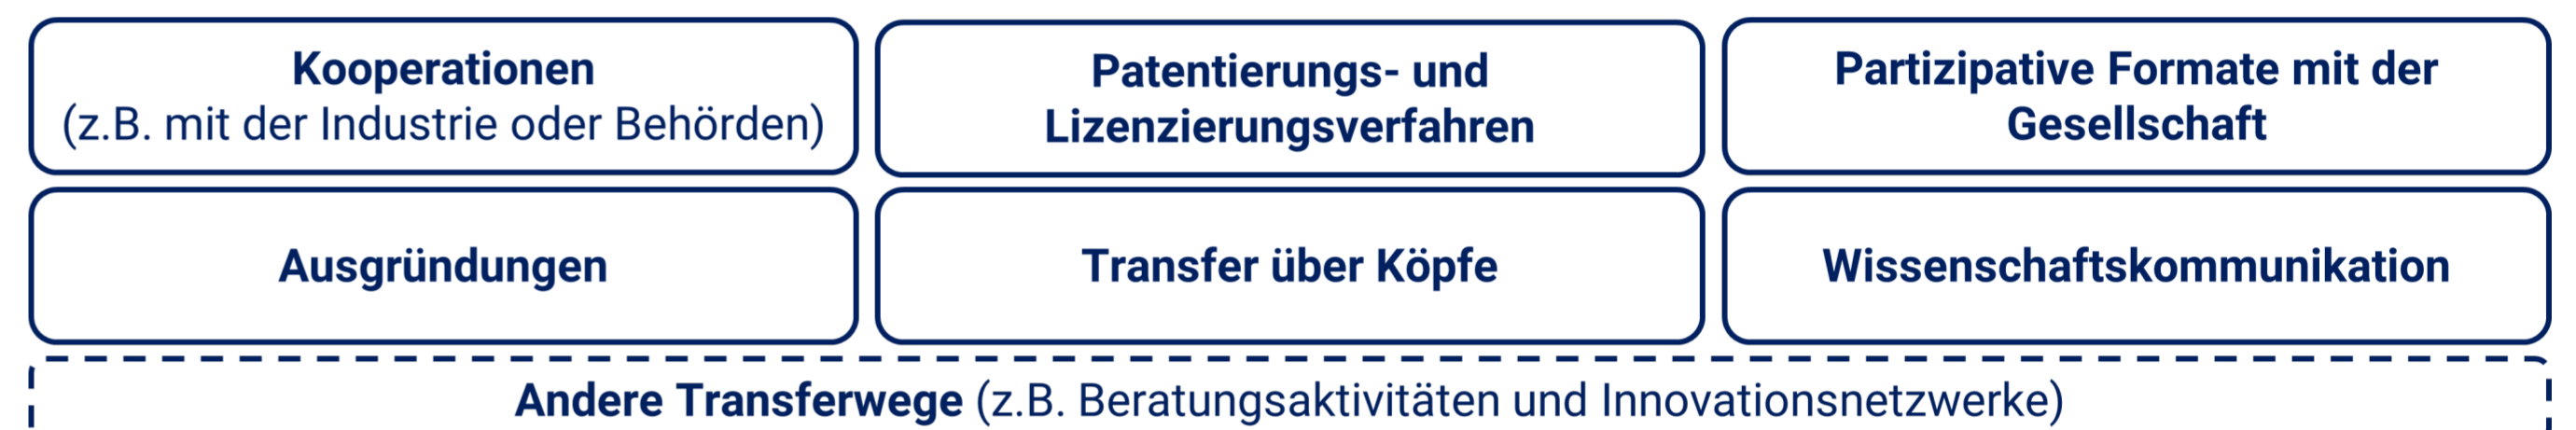 Kooperationen
(z.B. mit der Industrie oder Behörden)
Patentierungs- und
Lizenzierungsverfahren
Partizipative Formate mit der
Gesellschaft
Ausgründungen
Transfer über Köpfe
Wissenschaftskommunikation
Andere Transferwege (z.B. Beratungsaktivitäten und Innovationsnetzwerke)